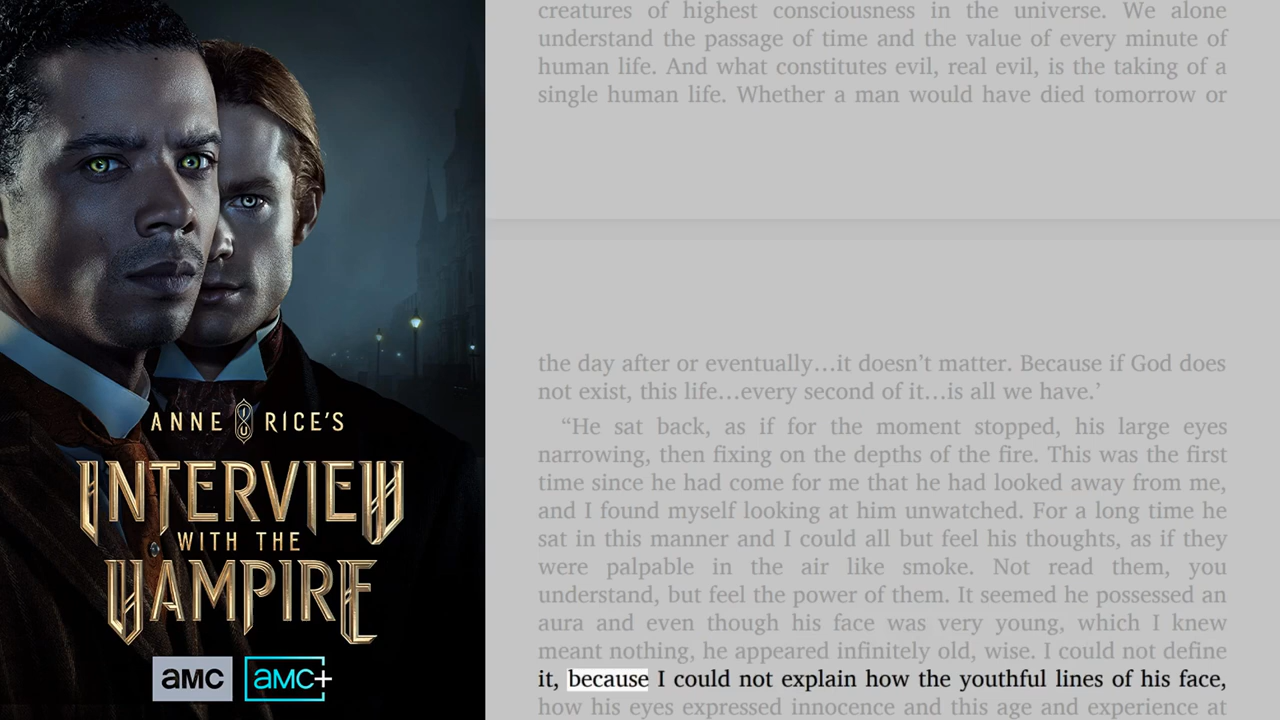 ANNE RICE'S
INTERVIEW
WITH THE
VAMPIRE
aMC
aMC+
creatures of highest consciousness in the universe. We alone
understand the passage of time and the value of every minute of
human life. And what constitutes evil, real evil, is the taking of a
single human life. Whether a man would have died tomorrow or
the day after or eventually…it doesn’t matter. Because if God does
not exist, this life…every second of it…is all we have.’
“He sat back, as if for the moment stopped, his large eyes
narrowing, then fixing on the depths of the fire. This was the first
time since he had come for me that he had looked away from me,
and I found myself looking at him unwatched. For a long time he
sat in this manner and I could all but feel his thoughts, as if they
were palpable in the air like smoke. Not read them, you
understand, but feel the power of them. It seemed he possessed an
aura and even though his face was very young, which I knew
meant nothing, he appeared infinitely old, wise. I could not define
it, because I could not explain how the youthful lines of his face,
how his eyes expressed innocence and this age and experience at